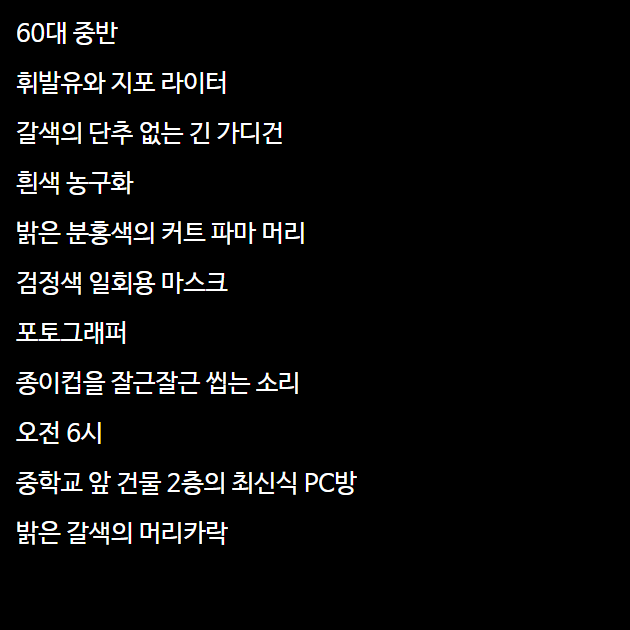 60대 중반
휘발유와 지포 라이터
갈색의 단추 없는 긴 가디건
흰색 농구화
밝은 분홍색의 커트 파마 머리
검정색 일회용 마스크
포토그래퍼
종이컵을 잘근잘근 씹는 소리
오전 6시
중학교 앞 건물 2층의 최신식 PC방
밝은 갈색의 머리카락